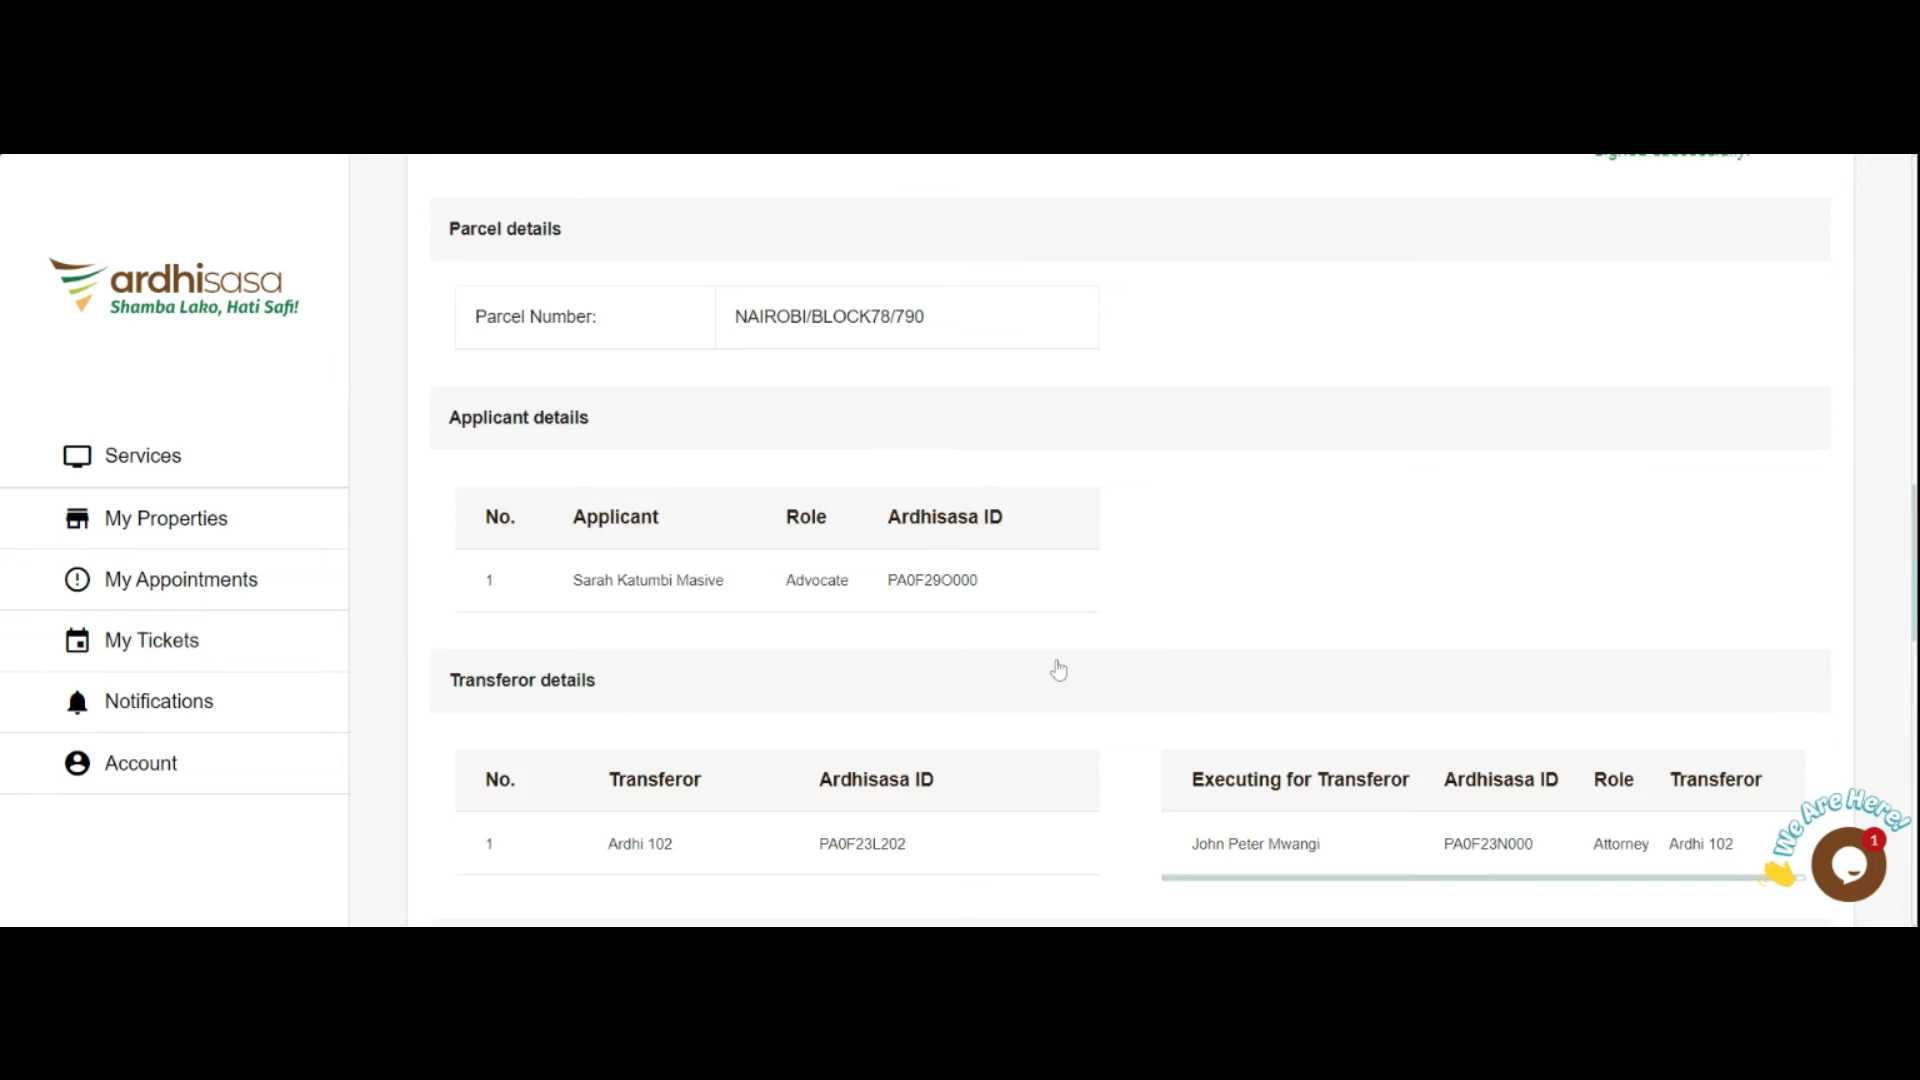 Signed successfully.
Parcel details
Parcel Number: NAIROBI/BLOCK78/790
Applicant details
No. Applicant Role Ardhisasa ID
1 Sarah Katumbi Masive Advocate PA0F29O000
Transferor details
No. Transferor Ardhisasa ID
1 Ardhi 102 PA0F23L202
Executing for Transferor Ardhisasa ID Role Transferor
John Peter Mwangi PA0F23N000 Attorney Ardhi 102
ardhisasa
Shamba Lako, Hati Safi!
Services
My Properties
My Appointments
My Tickets
Notifications
Account
We Are Here!
1